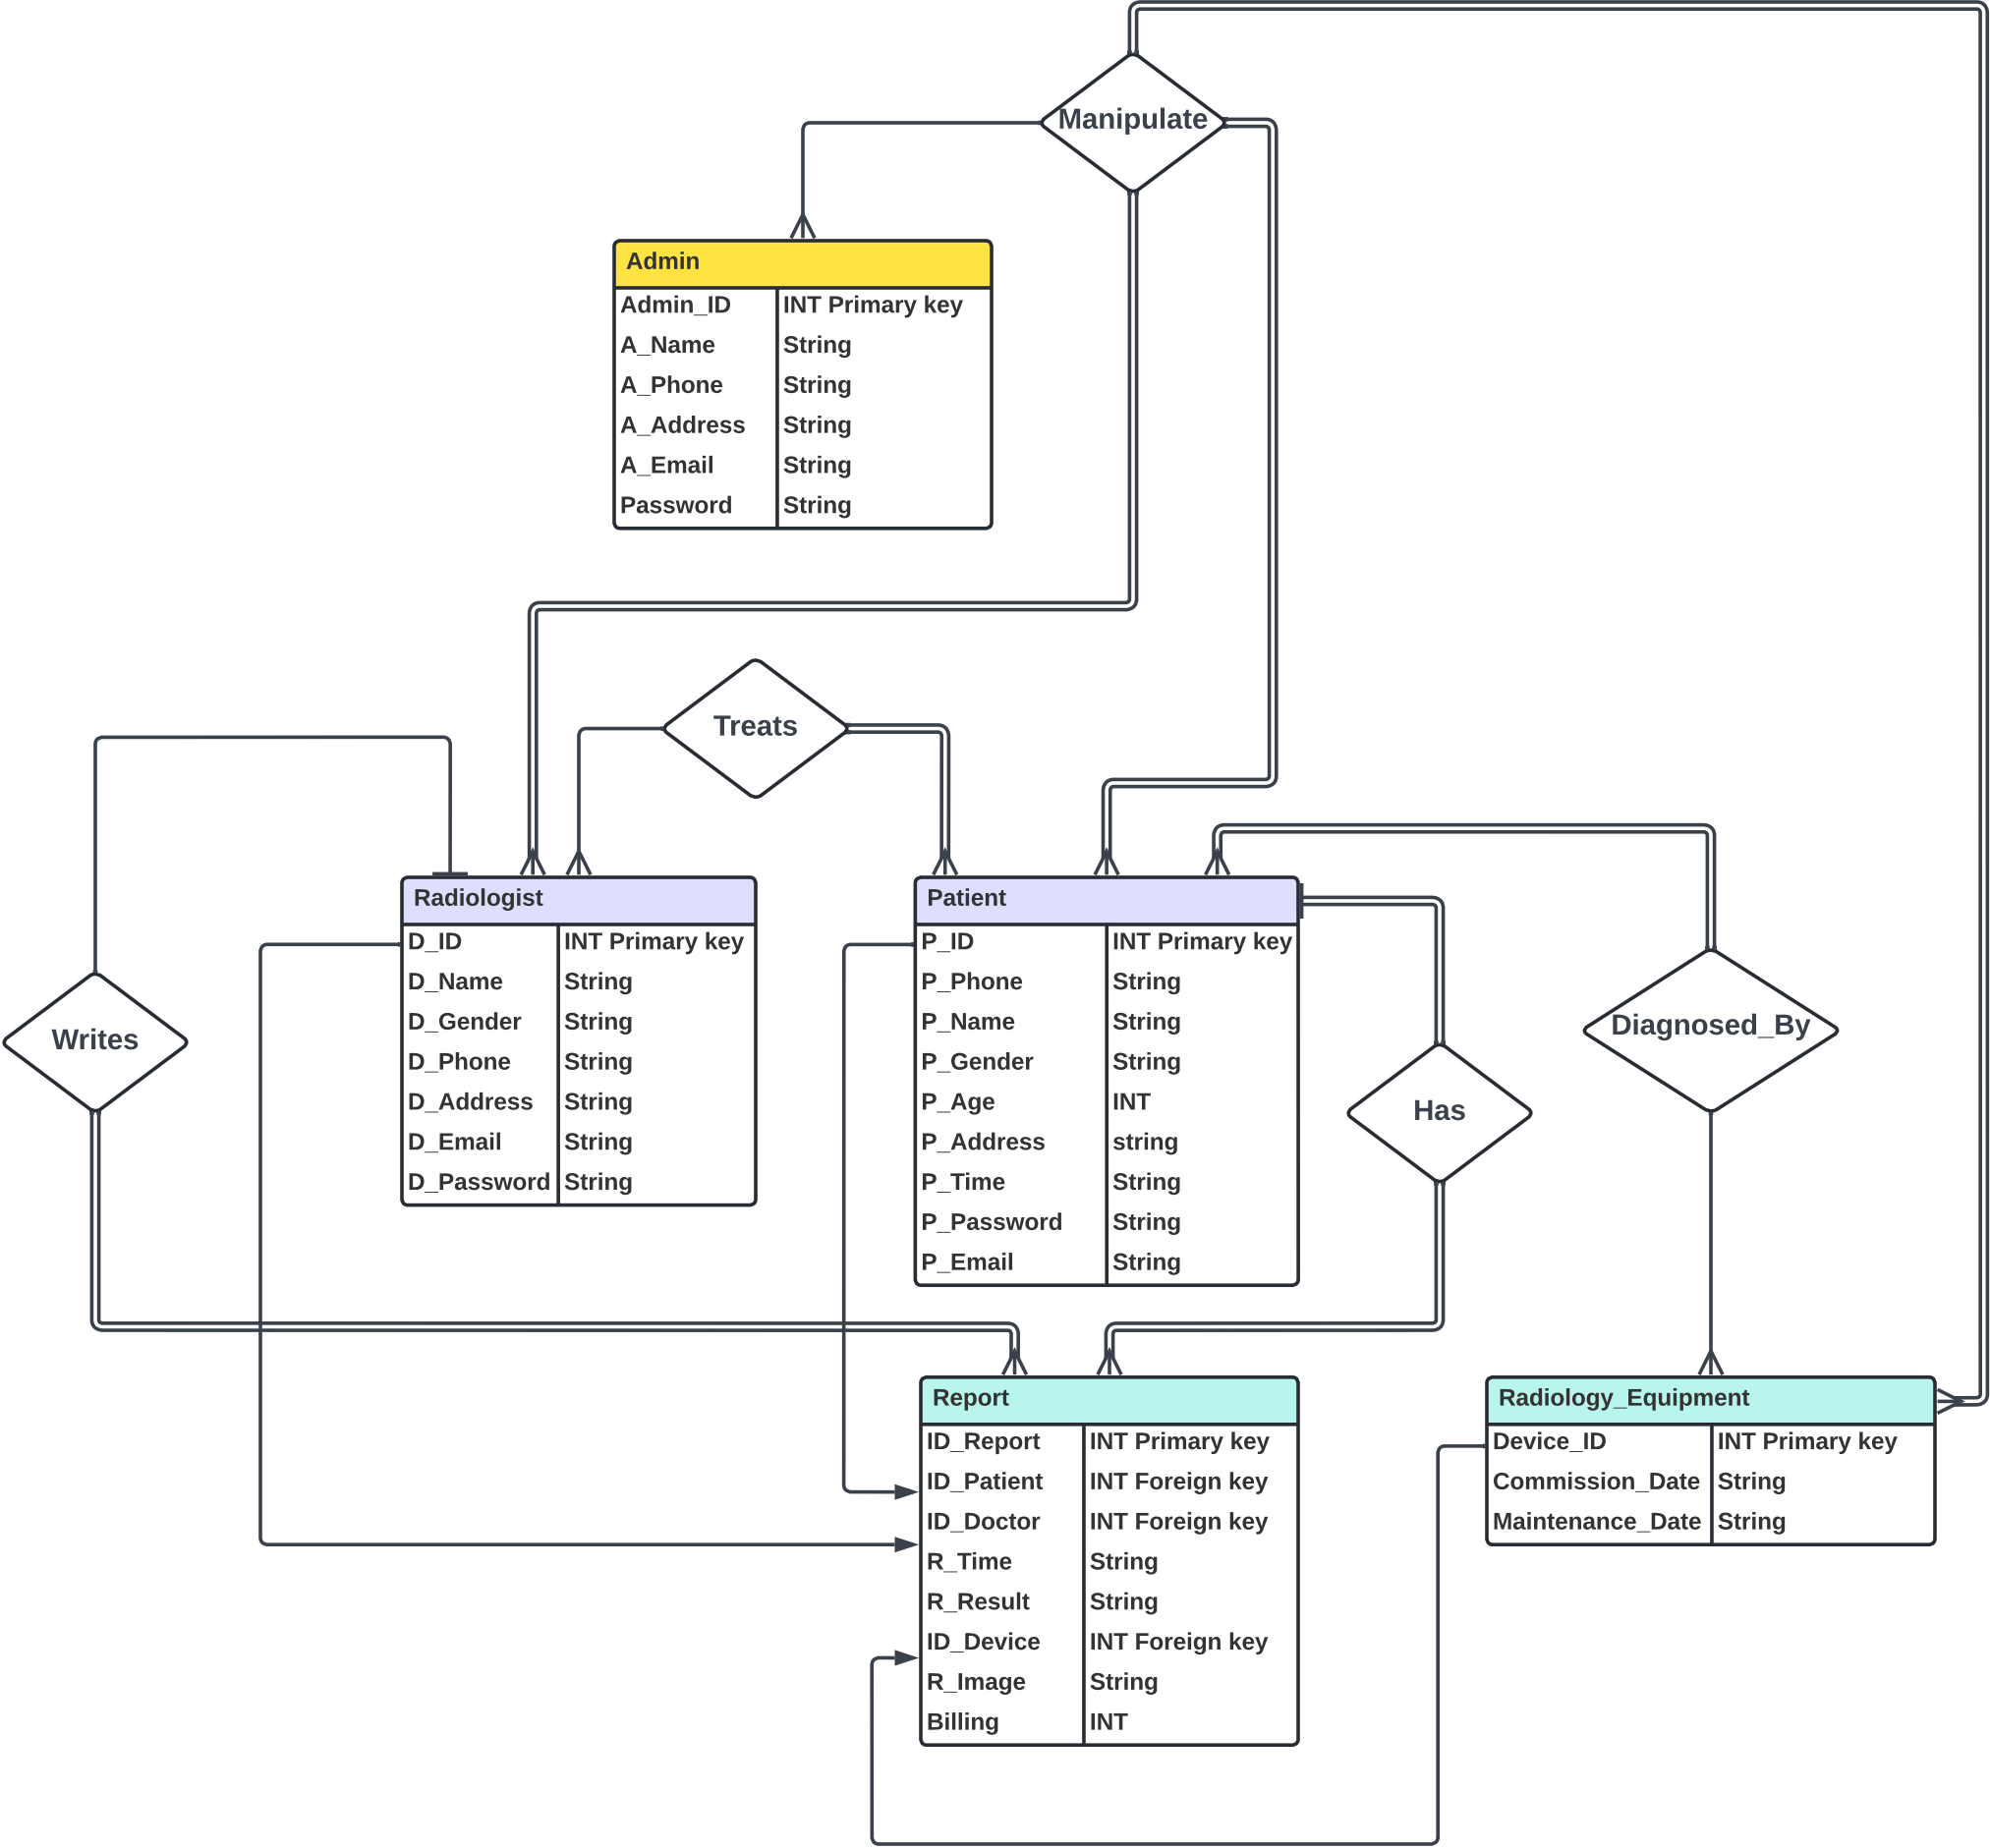 Manipulate
Admin
Admin_ID INT Primary key
A_Name String
A_Phone String
A_Address String
A_Email String
Password String
Treats
Radiologist
D_ID INT Primary key
D_Name String
D_Gender String
D_Phone String
D_Address String
D_Email String
D_Password String
Patient
P_ID INT Primary key
P_Phone String
P_Name String
P_Gender String
P_Age INT
P_Address string
P_Time String
P_Password String
P_Email String
Writes
Has
Diagnosed_By
Report
ID_Report INT Primary key
ID_Patient INT Foreign key
ID_Doctor INT Foreign key
R_Time String
R_Result String
ID_Device INT Foreign key
R_Image String
Billing INT
Radiology_Equipment
Device_ID INT Primary key
Commission_Date String
Maintenance_Date String